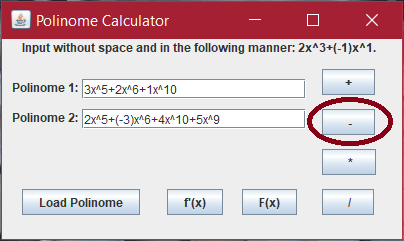 Polinome Calculator
Input without space and in the following manner: 2x^3+(-1)x^1.
Polinome 1: 3x^5+2x^6+1x^10
+
Polinome 2: 2x^5+(-3)x^6+4x^10+5x^9
-
*
Load Polinome f'(x) F(x) /